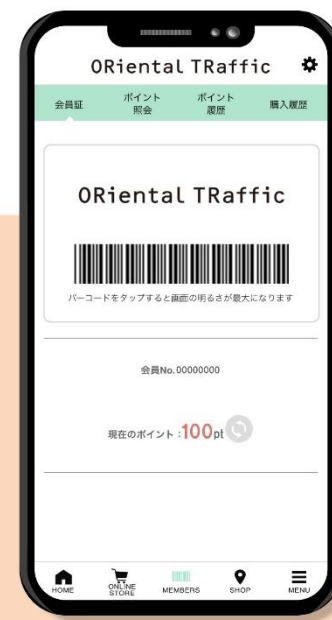 ORiental TRaffic
会員証
ポイント
照会
ポイント
履歴
購入履歴
ORiental TRaffic
バーコードをタップすると画面の明るさが最大になります
会員No.00000000
現在のポイント：100pt
HOME
ONLINE
STORE
MEMBERS
SHOP
MENU